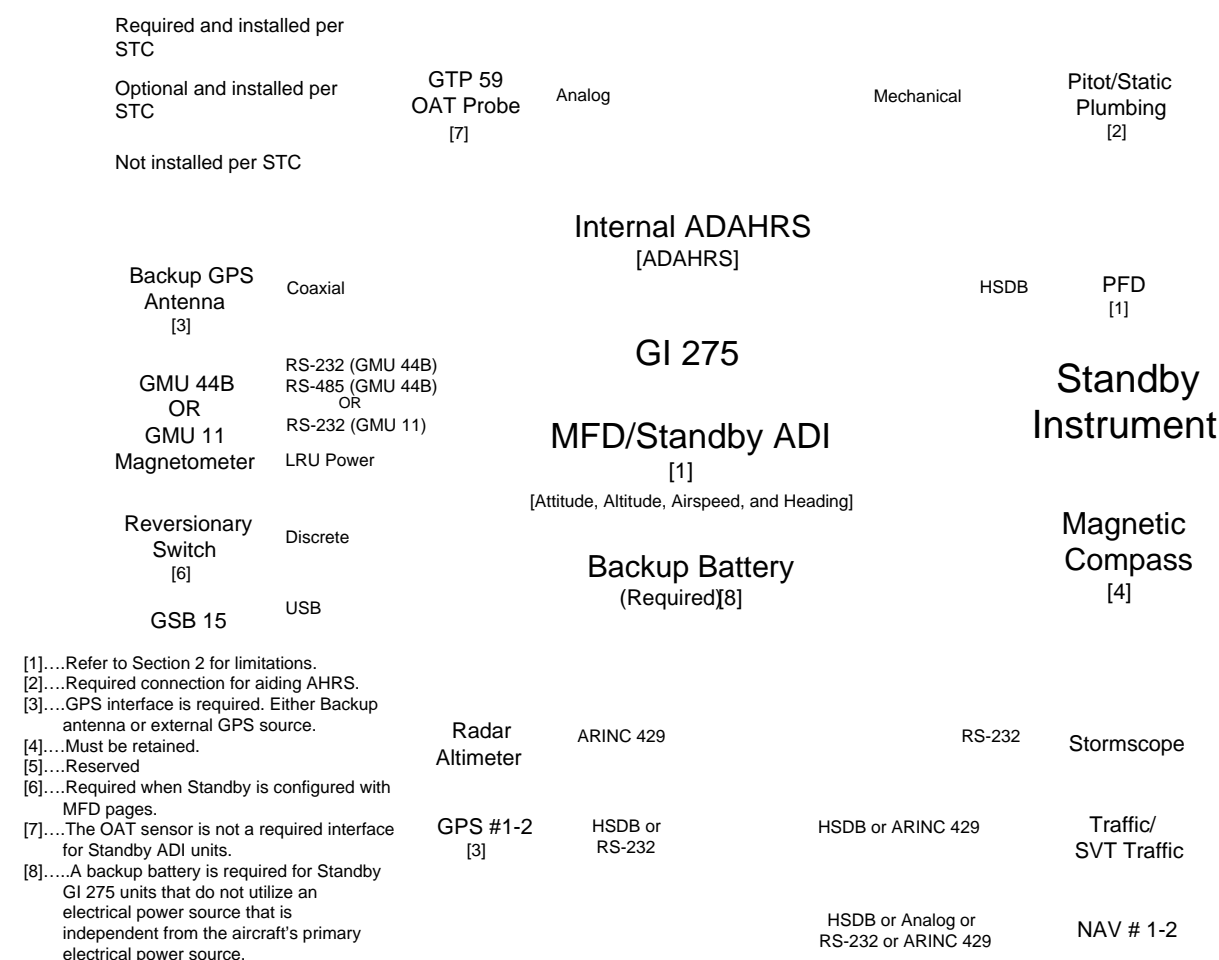 Required and installed per
STC
Optional and installed per
STC
Not installed per STC
GTP 59
OAT Probe
[7]
Analog
Mechanical
Pitot/Static
Plumbing
[2]
Internal ADAHRS
[ADAHRS]
Backup GPS
Antenna
[3]
Coaxial
HSDB
PFD
[1]
GI 275
GMU 44B
OR
GMU 11
Magnetometer
RS-232 (GMU 44B)
RS-485 (GMU 44B)
OR
RS-232 (GMU 11)
LRU Power
Standby
Instrument
MFD/Standby ADI
[1]
[Attitude, Altitude, Airspeed, and Heading]
Reversionary
Switch
[6]
Discrete
Magnetic
Compass
[4]
Backup Battery
(Required)[8]
GSB 15
USB
[1]….Refer to Section 2 for limitations.
[2]….Required connection for aiding AHRS.
[3]….GPS interface is required. Either Backup
antenna or external GPS source.
[4]….Must be retained.
[5]….Reserved
[6]….Required when Standby is configured with
MFD pages.
[7]….The OAT sensor is not a required interface
for Standby ADI units.
[8]…..A backup battery is required for Standby
GI 275 units that do not utilize an
electrical power source that is
independent from the aircraft's primary
electrical power source.
Radar
Altimeter
ARINC 429
RS-232
Stormscope
GPS #1-2
[3]
HSDB or
RS-232
HSDB or ARINC 429
Traffic/
SVT Traffic
HSDB or Analog or
RS-232 or ARINC 429
NAV # 1-2